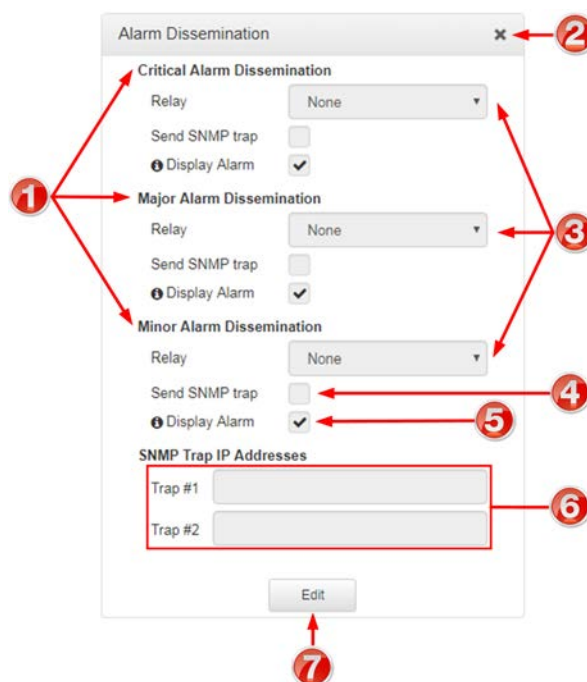 Alarm Dissemination
2
Critical Alarm Dissemination
Relay None
Send SNMP trap
Display Alarm
1
Major Alarm Dissemination
3
Relay None
Send SNMP trap
Display Alarm
Minor Alarm Dissemination
Relay None
Send SNMP trap
4
Display Alarm
5
SNMP Trap IP Addresses
Trap #1
6
Trap #2
Edit
7